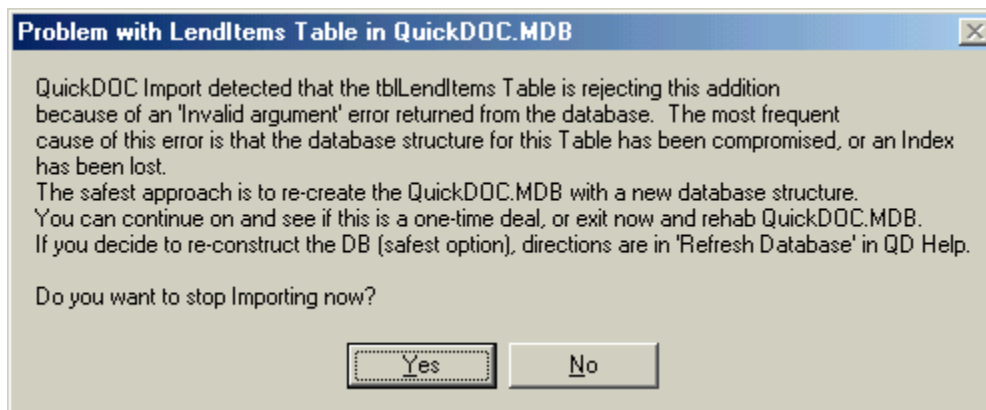 Problem with LendItems Table in QuickDOC.MDB
QuickDOC Import detected that the tblLendItems Table is rejecting this addition
because of an 'Invalid argument' error returned from the database.  The most frequent
cause of this error is that the database structure for this Table has been compromised, or an Index
has been lost.
The safest approach is to re-create the QuickDOC.MDB with a new database structure.
You can continue on and see if this is a one-time deal, or exit now and rehab QuickDOC.MDB.
If you decide to re-construct the DB (safest option), directions are in 'Refresh Database' in QD Help.
Do you want to stop Importing now?
Yes No